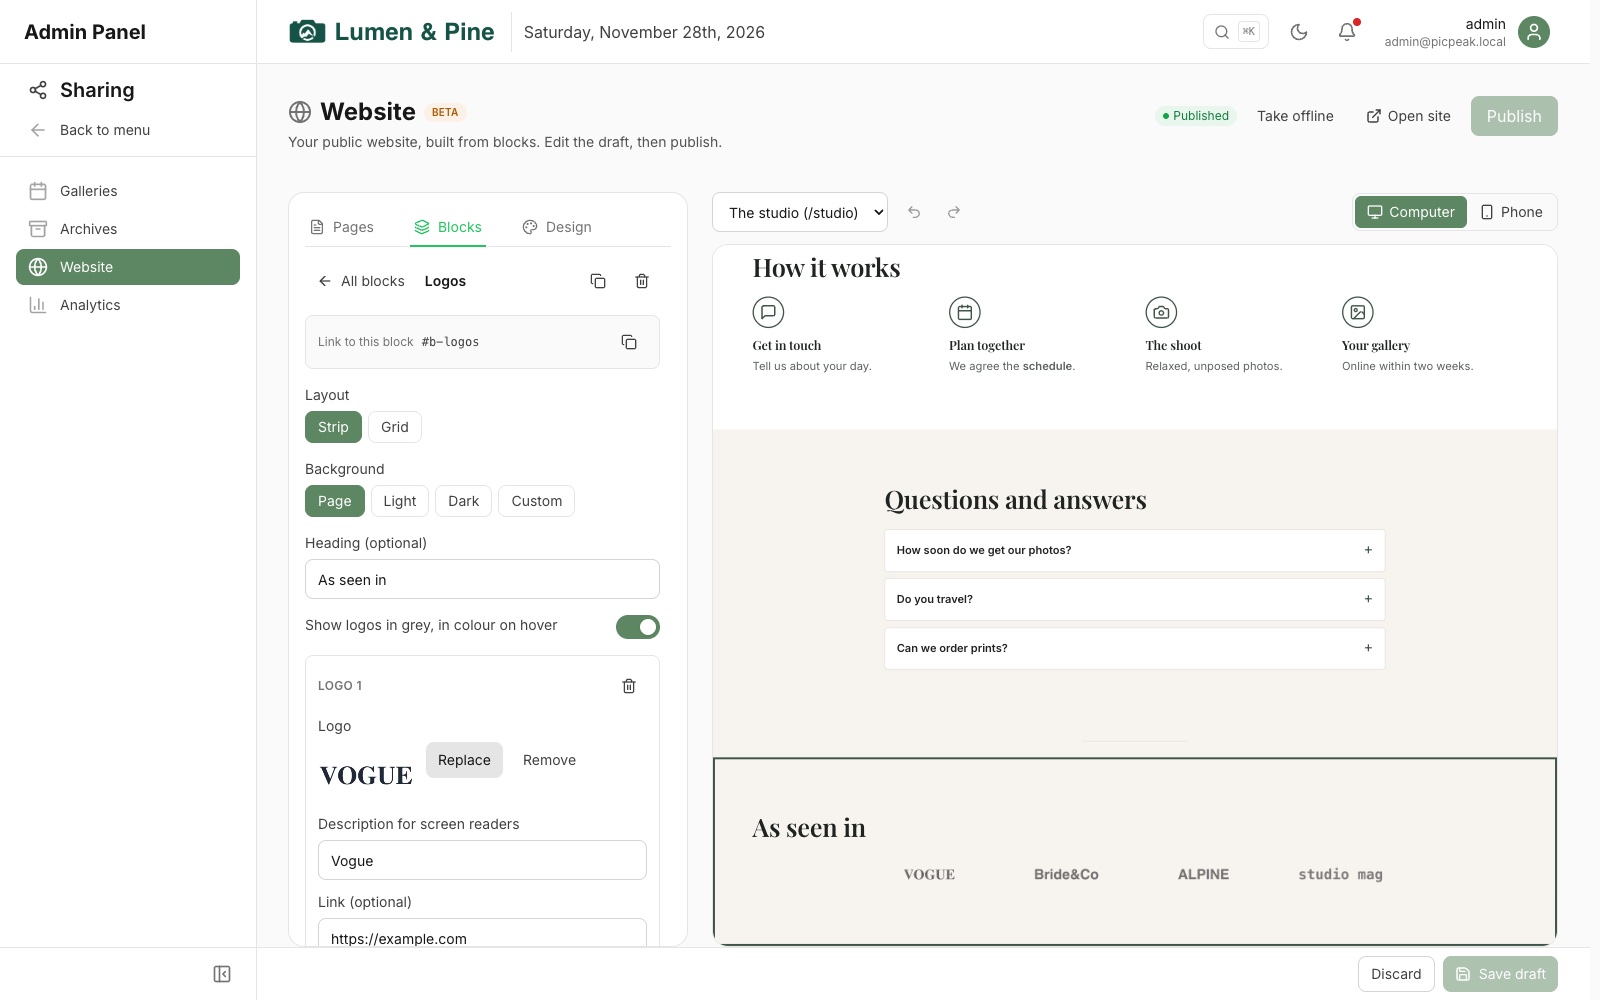 Admin Panel
Lumen & Pine
Saturday, November 28th, 2026
⌘K
admin
admin@picpeak.local
Sharing
Back to menu
Galleries
Archives
Website
Analytics
Website
BETA
Your public website, built from blocks. Edit the draft, then publish.
Published
Take offline
Open site
Publish
Pages
Blocks
Design
All blocks
Logos
Link to this block #b-logos
Layout
Strip
Grid
Background
Page
Light
Dark
Custom
Heading (optional)
As seen in
Show logos in grey, in colour on hover
LOGO 1
Logo
VOGUE
Replace
Remove
Description for screen readers
Vogue
Link (optional)
https://example.com
The studio (/studio)
Computer
Phone
How it works
Get in touch
Tell us about your day.
Plan together
We agree the schedule.
The shoot
Relaxed, unposed photos.
Your gallery
Online within two weeks.
Questions and answers
How soon do we get our photos? +
Do you travel? +
Can we order prints? +
As seen in
VOGUE
Bride&Co
ALPINE
studio mag
Discard
Save draft